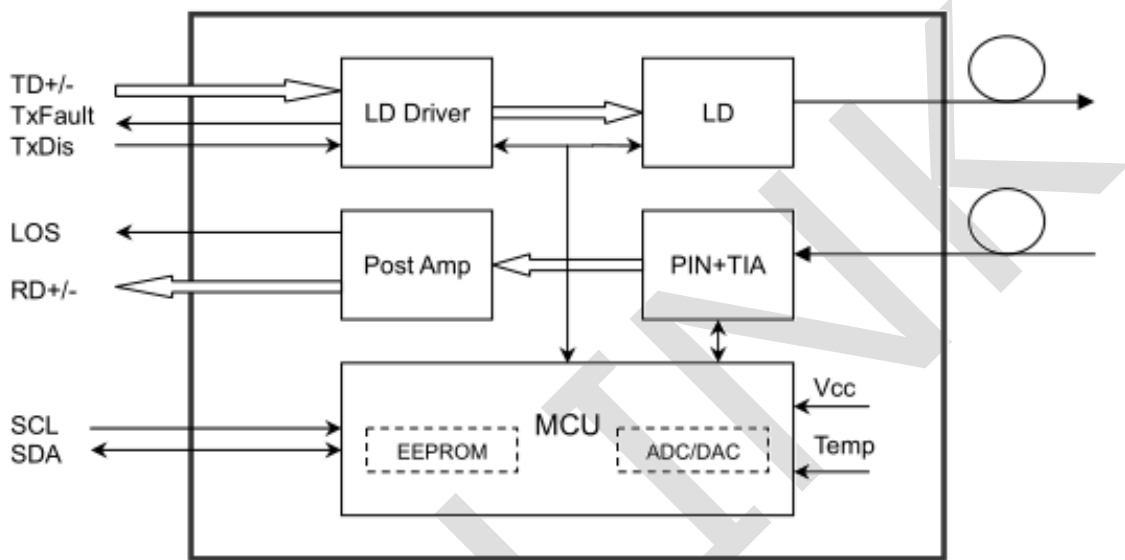 TD+/-
TxFault
TxDis
LD Driver
LD
LOS
RD+/-
Post Amp
PIN+TIA
SCL
SDA
MCU
EEPROM
ADC/DAC
Vcc
Temp
LINK